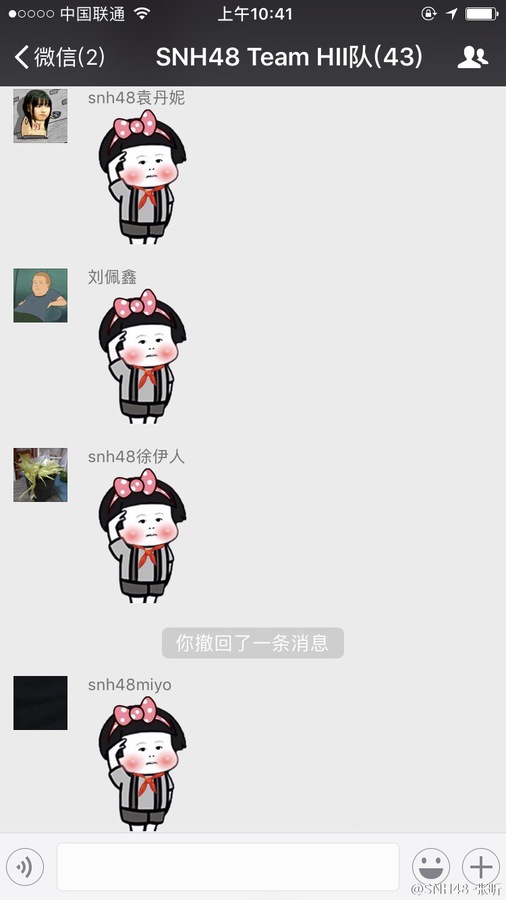 中国联通
上午10:41
微信(2)
SNH48 Team HII队(43)
snh48袁丹妮
刘佩鑫
snh48徐伊人
你撤回了一条消息
snh48miyo
@SNH48-张昕